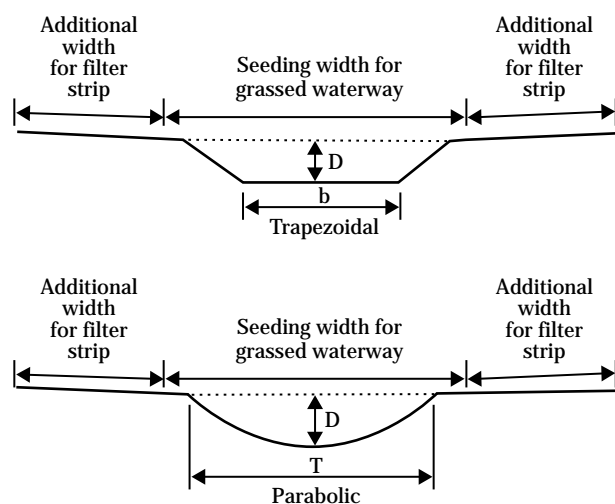 Additional
width
for filter
strip
Seeding width for
grassed waterway
Additional
width
for filter
strip
D
b
Trapezoidal
Additional
width
for filter
strip
Seeding width for
grassed waterway
Additional
width
for filter
strip
D
T
Parabolic